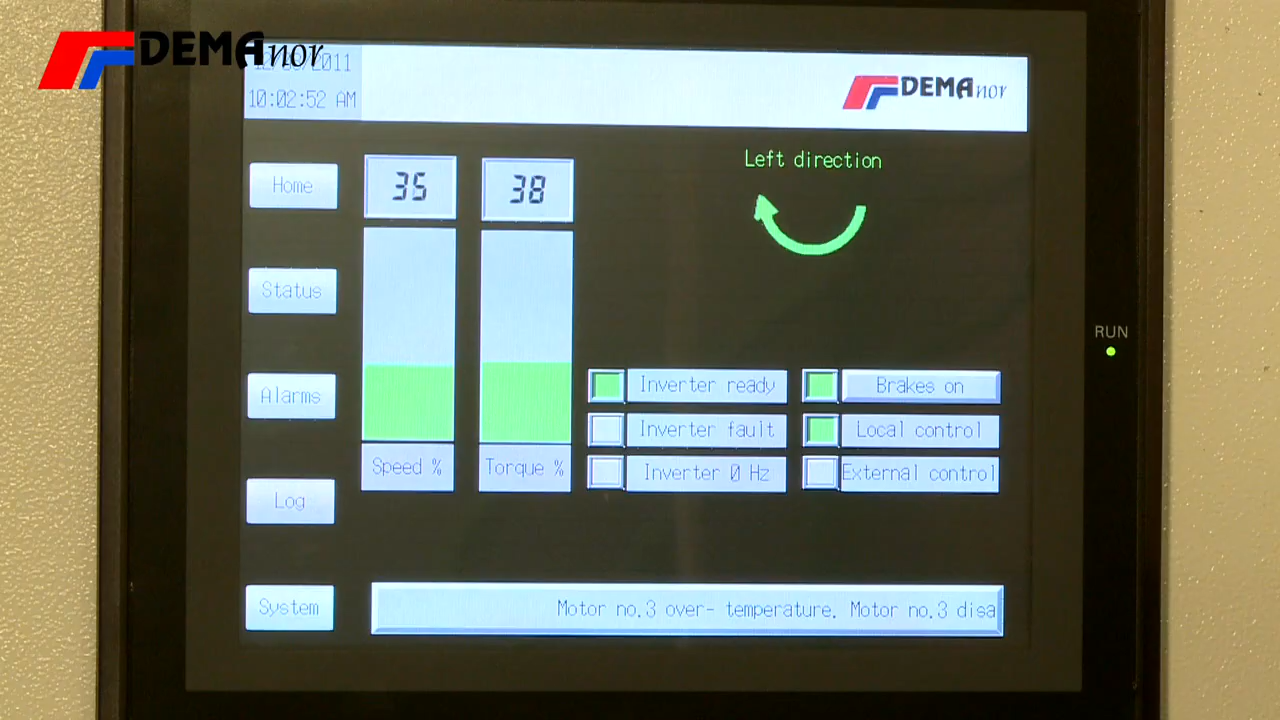 DEMAnor
2011
10:02:52 AM
DEMAnor
Left direction
Home
35
38
Status
RUN
Inverter ready
Brakes on
Alarms
Inverter fault
Local control
Speed %
Torque %
Inverter 0 Hz
External control
Log
System
Motor no.3 over- temperature. Motor no.3 disa